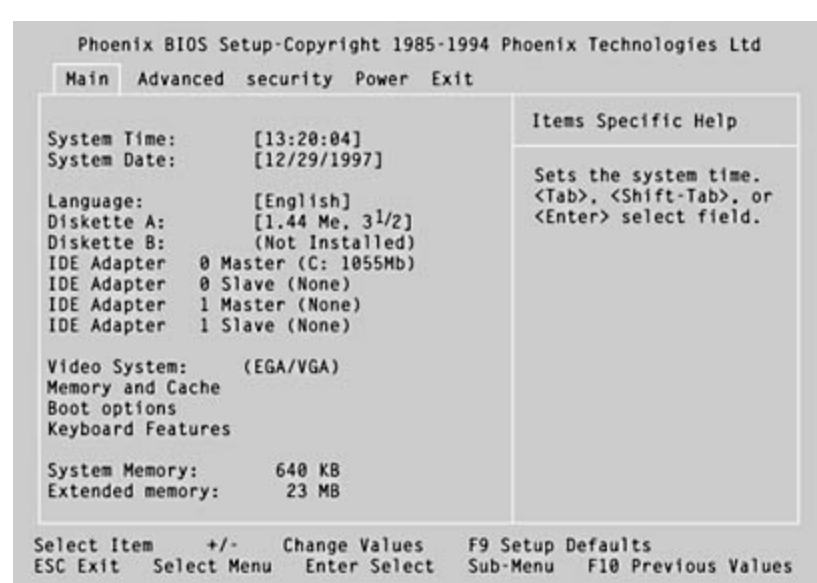 Phoenix BIOS Setup-Copyright 1985-1994 Phoenix Technologies Ltd
Main Advanced security Power Exit
System Time: [13:20:04]
System Date: [12/29/1997]
Language: [English]
Diskette A: [1.44 Me, 3 1/2]
Diskette B: (Not Installed)
IDE Adapter 0 Master (C: 1055Mb)
IDE Adapter 0 Slave (None)
IDE Adapter 1 Master (None)
IDE Adapter 1 Slave (None)
Video System: (EGA/VGA)
Memory and Cache
Boot options
Keyboard Features
System Memory: 640 KB
Extended memory: 23 MB
Items Specific Help
Sets the system time.
<Tab>, <Shift-Tab>, or
<Enter> select field.
Select Item +/- Change Values F9 Setup Defaults
ESC Exit Select Menu Enter Select Sub-Menu F10 Previous Values